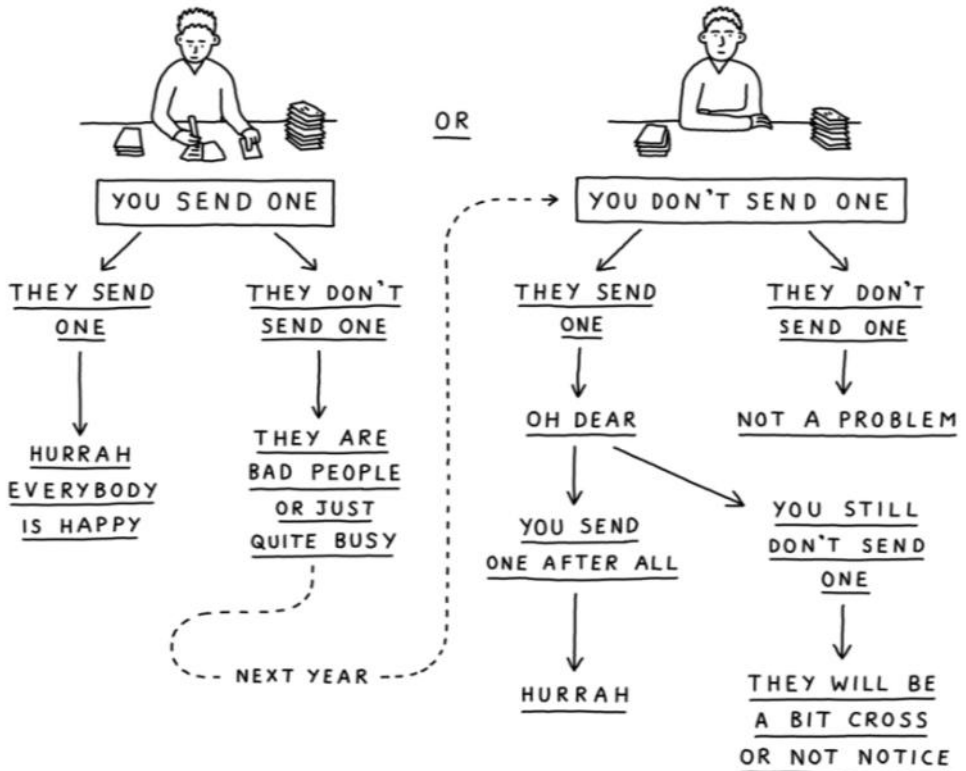 OR
YOU SEND ONE
THEY SEND
ONE
HURRAH
EVERYBODY
IS HAPPY
THEY DON'T
SEND ONE
THEY ARE
BAD PEOPLE
OR JUST
QUITE BUSY
NEXT YEAR
YOU DON'T SEND ONE
THEY SEND
ONE
OH DEAR
YOU SEND
ONE AFTER ALL
HURRAH
YOU STILL
DON'T SEND
ONE
THEY WILL BE
A BIT CROSS
OR NOT NOTICE
THEY DON'T
SEND ONE
NOT A PROBLEM